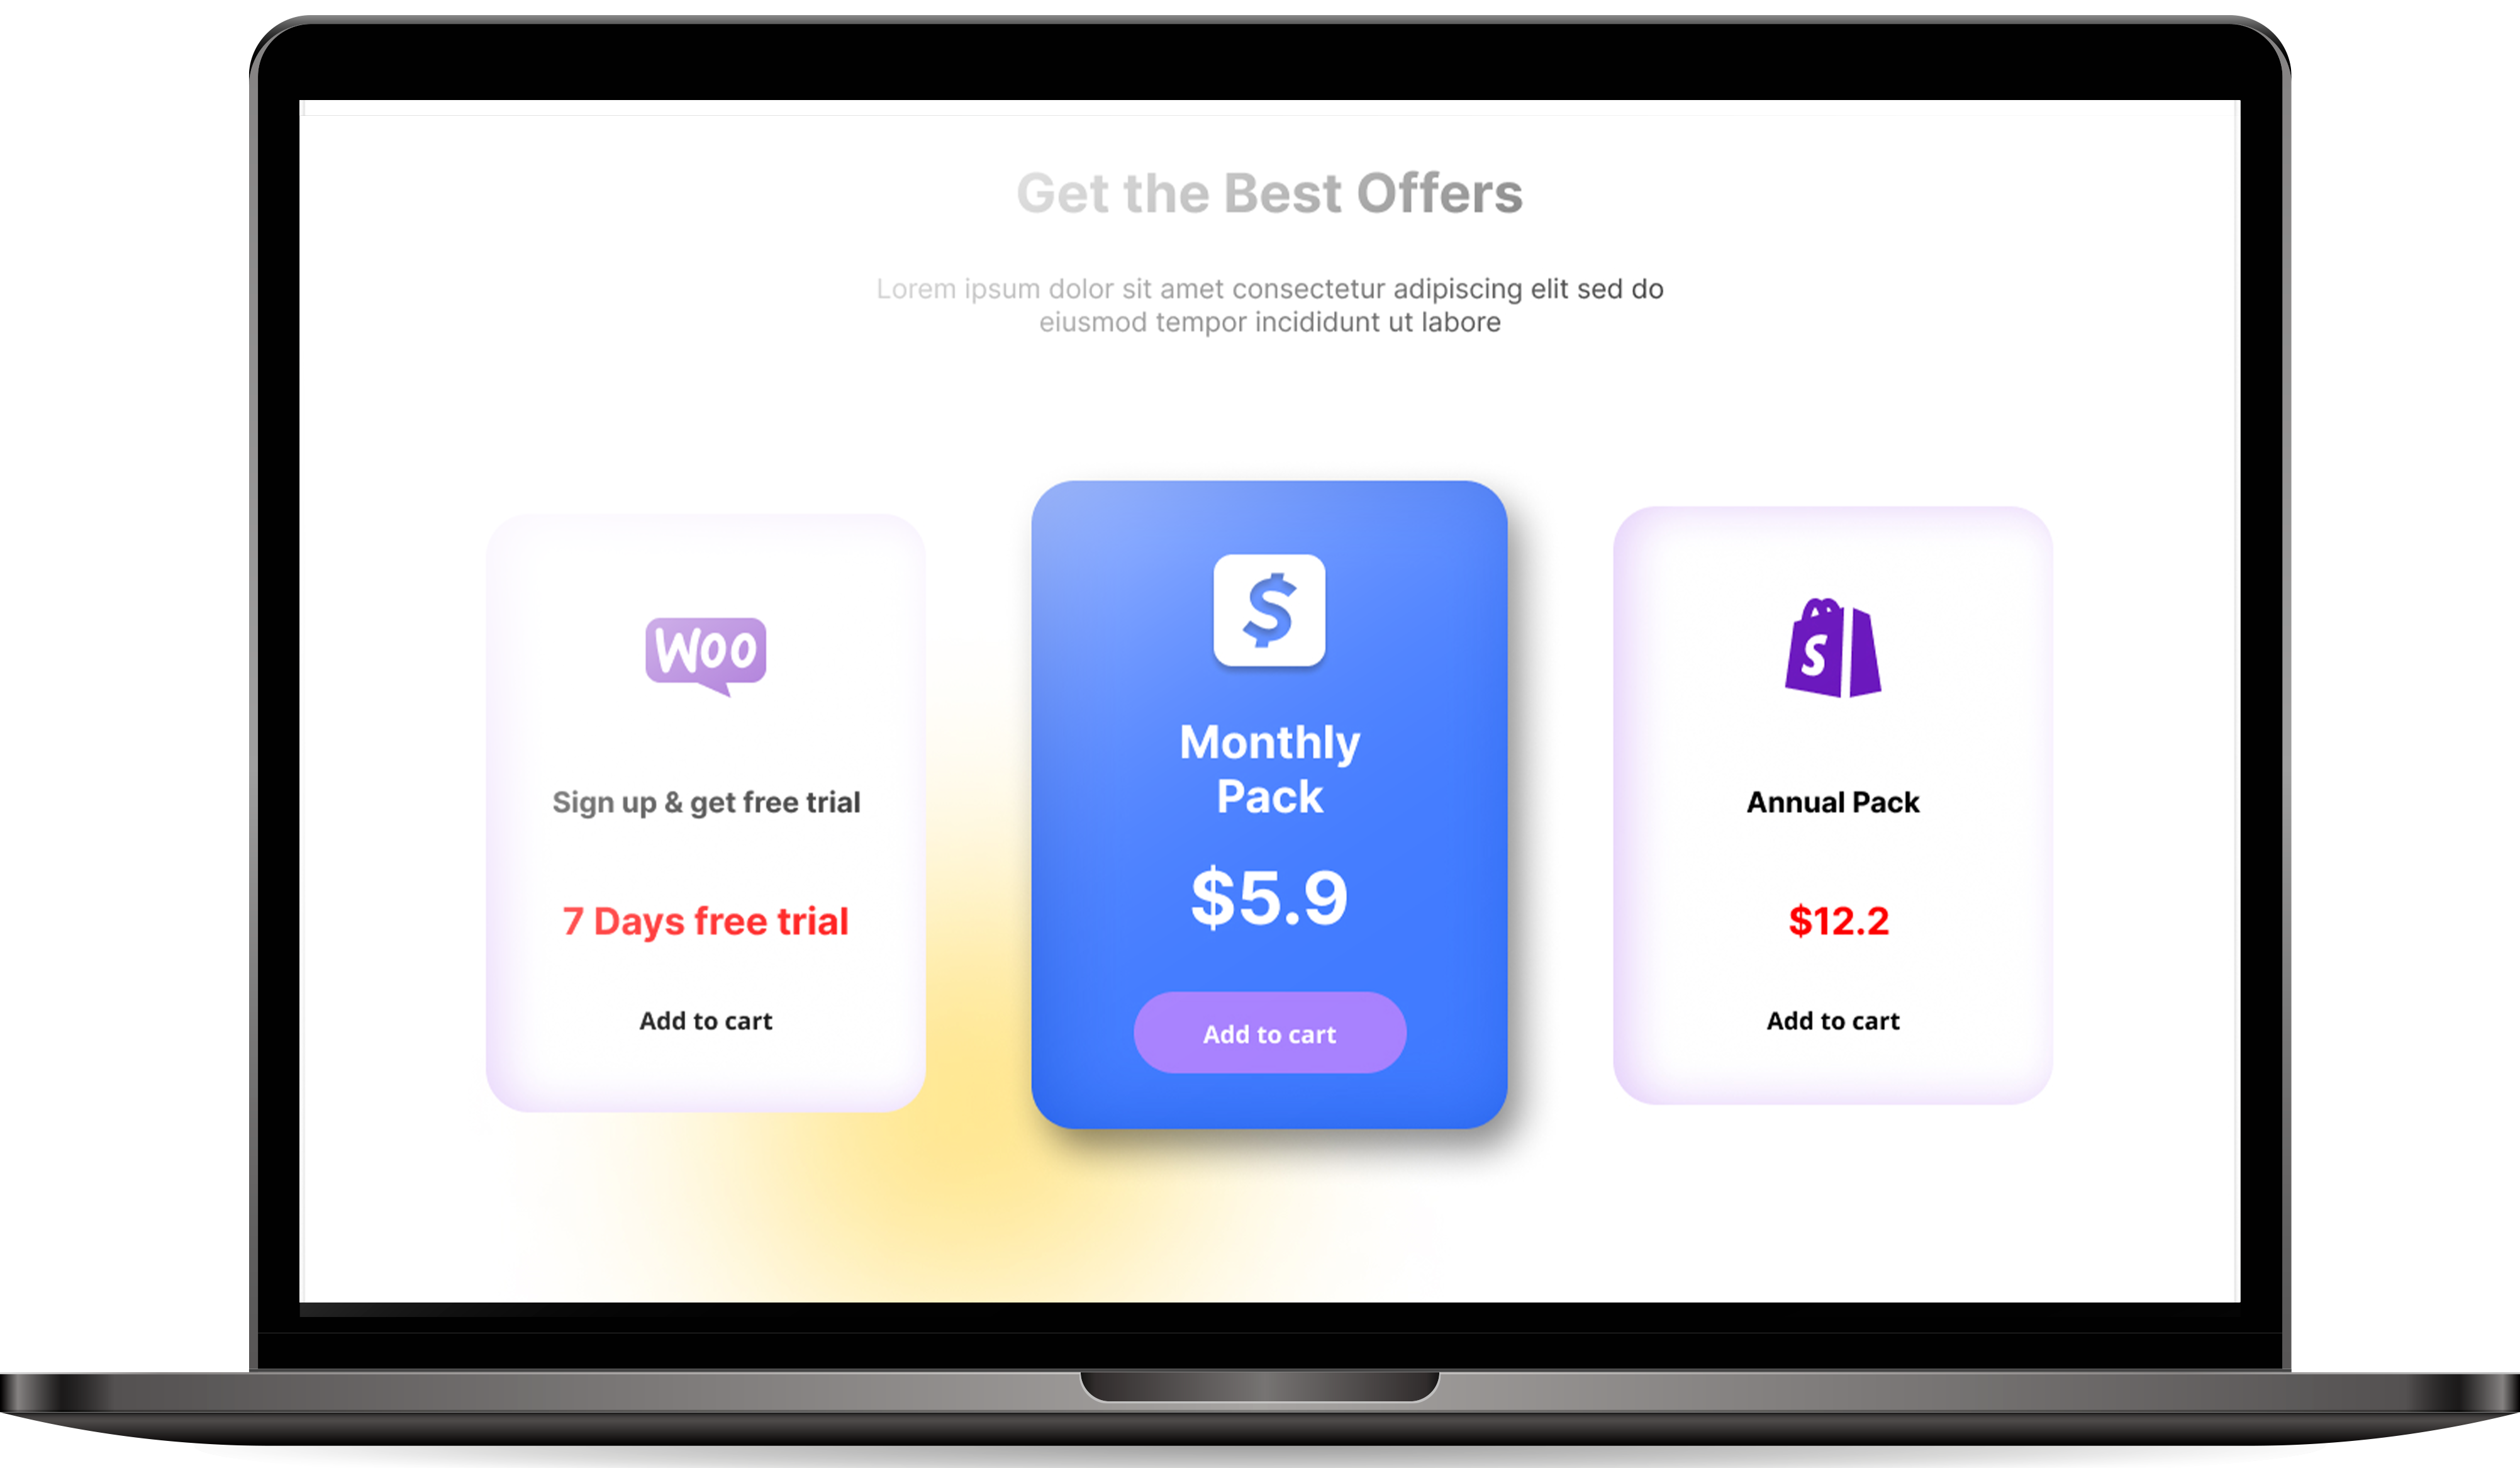 Get the Best Offers
Lorem ipsum dolor sit amet consectetur adipiscing elit sed do
eiusmod tempor incididunt ut labore
Woo
Sign up & get free trial
7 Days free trial
Add to cart
$
Monthly
Pack
$5.9
Add to cart
S
Annual Pack
$12.2
Add to cart